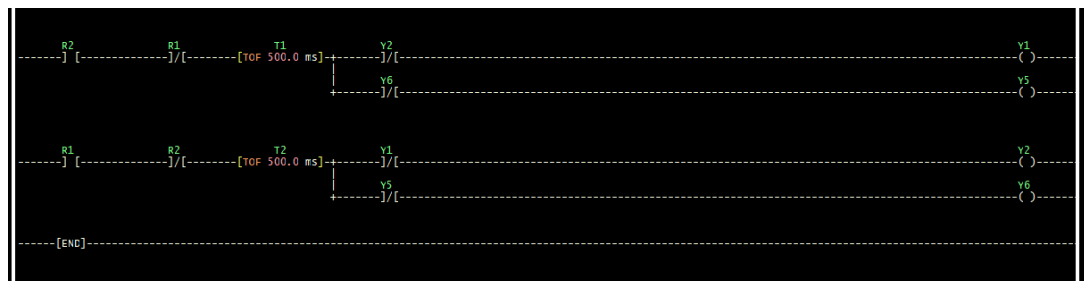 R2 R1 T1 Y2 Y1
------] [--------------]/[--------[TOF 500.0 ms]-+-------]/[----------------------------------------------------------------------------------------------------( )------
Y6 Y5
+-------]/[----------------------------------------------------------------------------------------------------( )------
R1 R2 T2 Y1 Y2
------] [--------------]/[--------[TOF 500.0 ms]-+-------]/[----------------------------------------------------------------------------------------------------( )------
Y5 Y6
+-------]/[----------------------------------------------------------------------------------------------------( )------
------[END]------------------------------------------------------------------------------------------------------------------------------------------------